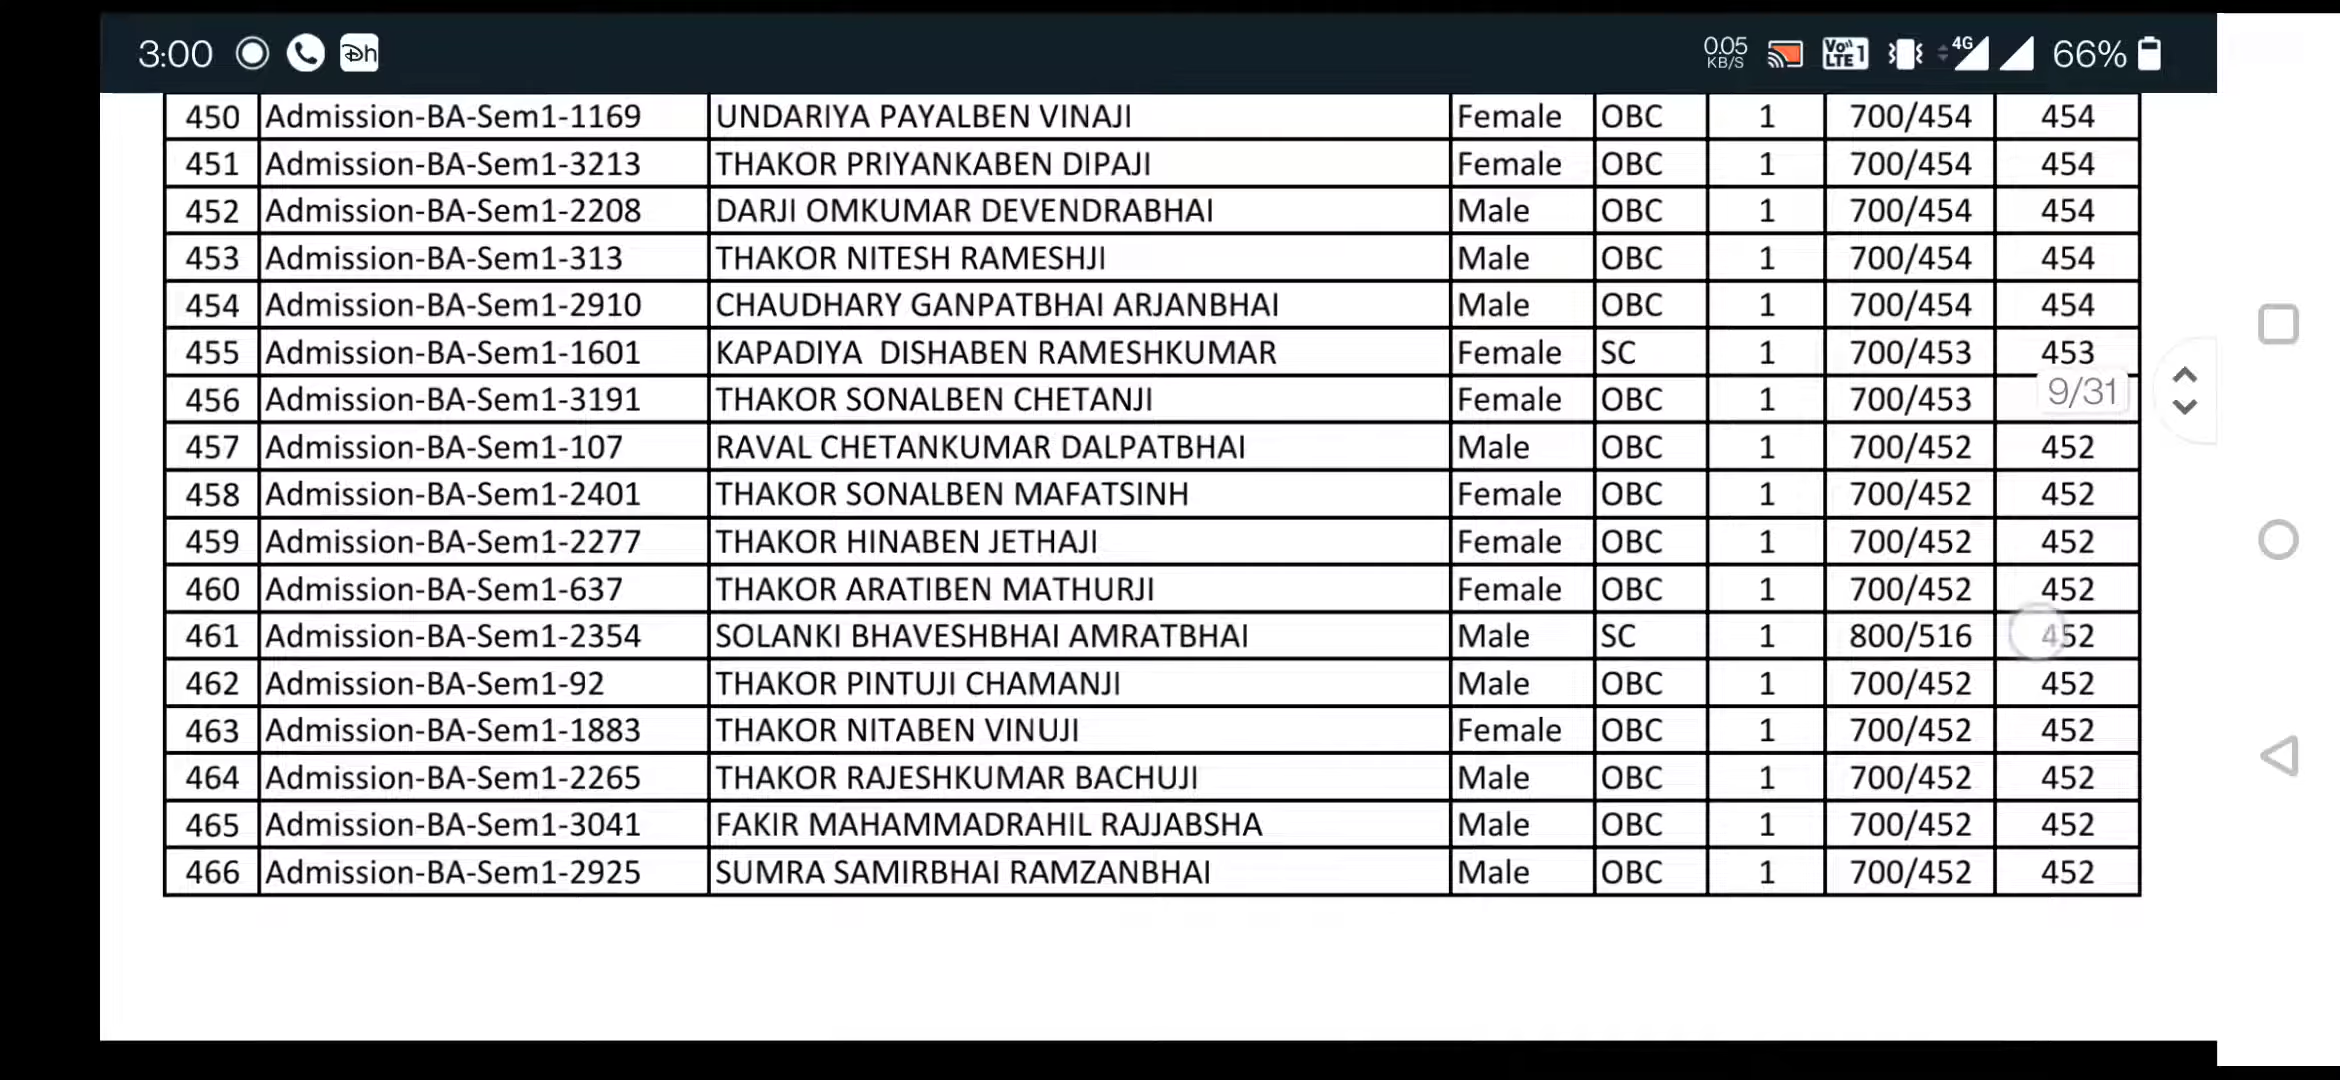 3:00 Dh 0.05 KB/S Vo LTE 1 4G 66%
450 Admission-BA-Sem1-1169 UNDARIYA PAYALBEN VINAJI Female OBC 1 700/454 454
451 Admission-BA-Sem1-3213 THAKOR PRIYANKABEN DIPAJI Female OBC 1 700/454 454
452 Admission-BA-Sem1-2208 DARJI OMKUMAR DEVENDRABHAI Male OBC 1 700/454 454
453 Admission-BA-Sem1-313 THAKOR NITESH RAMESHJI Male OBC 1 700/454 454
454 Admission-BA-Sem1-2910 CHAUDHARY GANPATBHAI ARJANBHAI Male OBC 1 700/454 454
455 Admission-BA-Sem1-1601 KAPADIYA DISHABEN RAMESHKUMAR Female SC 1 700/453 453
456 Admission-BA-Sem1-3191 THAKOR SONALBEN CHETANJI Female OBC 1 700/453 9/31
457 Admission-BA-Sem1-107 RAVAL CHETANKUMAR DALPATBHAI Male OBC 1 700/452 452
458 Admission-BA-Sem1-2401 THAKOR SONALBEN MAFATSINH Female OBC 1 700/452 452
459 Admission-BA-Sem1-2277 THAKOR HINABEN JETHAJI Female OBC 1 700/452 452
460 Admission-BA-Sem1-637 THAKOR ARATIBEN MATHURJI Female OBC 1 700/452 452
461 Admission-BA-Sem1-2354 SOLANKI BHAVESHBHAI AMRATBHAI Male SC 1 800/516 452
462 Admission-BA-Sem1-92 THAKOR PINTUJI CHAMANJI Male OBC 1 700/452 452
463 Admission-BA-Sem1-1883 THAKOR NITABEN VINUJI Female OBC 1 700/452 452
464 Admission-BA-Sem1-2265 THAKOR RAJESHKUMAR BACHUJI Male OBC 1 700/452 452
465 Admission-BA-Sem1-3041 FAKIR MAHAMMADRAHIL RAJJABSHA Male OBC 1 700/452 452
466 Admission-BA-Sem1-2925 SUMRA SAMIRBHAI RAMZANBHAI Male OBC 1 700/452 452